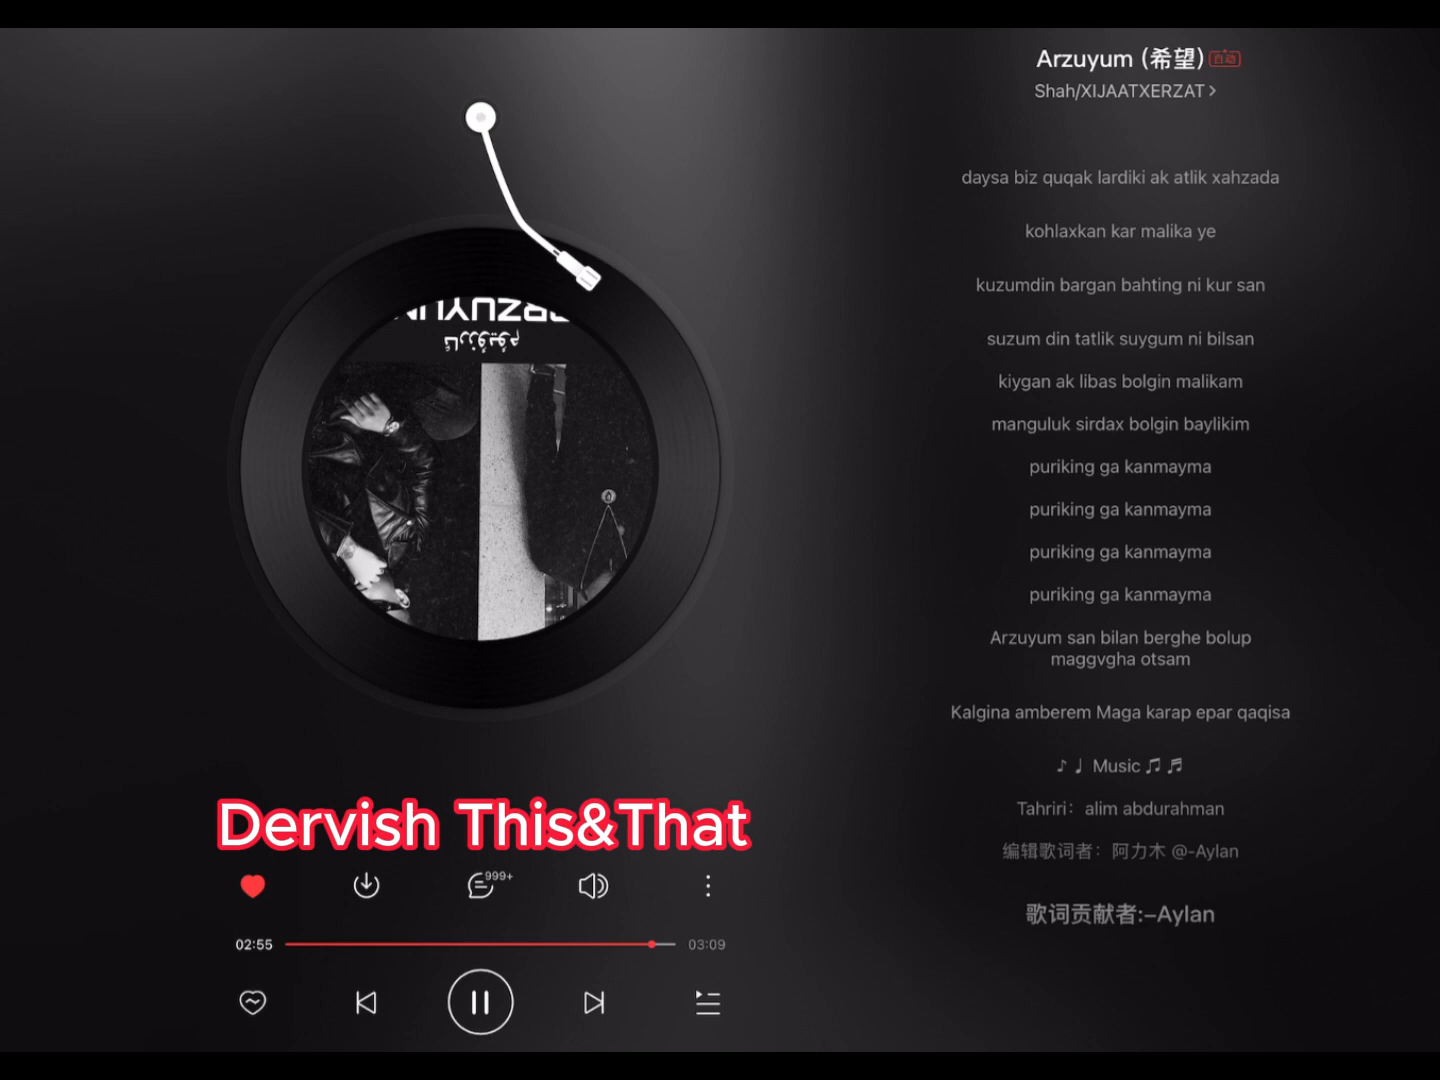 Arzuyum (希望)
Shah/XIJAATXERZAT
daysa biz quqak lardiki ak atlik xahzada
kohlaxkan kar malika ye
kuzumdin bargan bahting ni kur san
suzum din tatlik suygum ni bilsan
kiygan ak libas bolgin malikam
manguluk sirdax bolgin baylikim
puriking ga kanmayma
puriking ga kanmayma
puriking ga kanmayma
puriking ga kanmayma
Arzuyum san bilan berghe bolup
maggvgha otsam
Kalgina amberem Maga karap epar qaqisa
♪ ♩ Music ♫ ♬
Tahriri：alim abdurahman
编辑歌词者：阿力木 @-Aylan
歌词贡献者:–Aylan
ئارزۇيۇم
Dervish This&That
999+
02:55
03:09